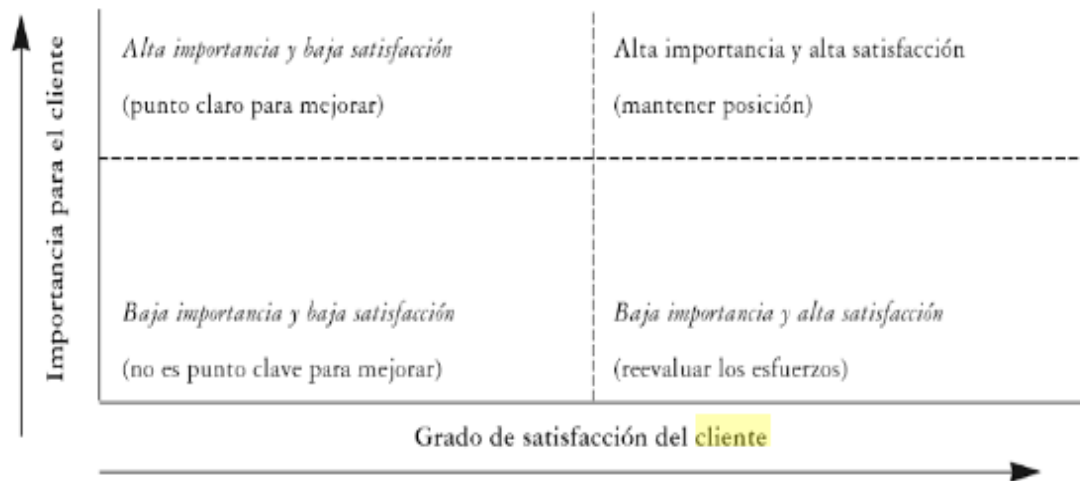 Importancia para el cliente
Alta importancia y baja satisfacción
(punto claro para mejorar)
Alta importancia y alta satisfacción
(mantener posición)
Baja importancia y baja satisfacción
(no es punto clave para mejorar)
Baja importancia y alta satisfacción
(reevaluar los esfuerzos)
Grado de satisfacción del cliente